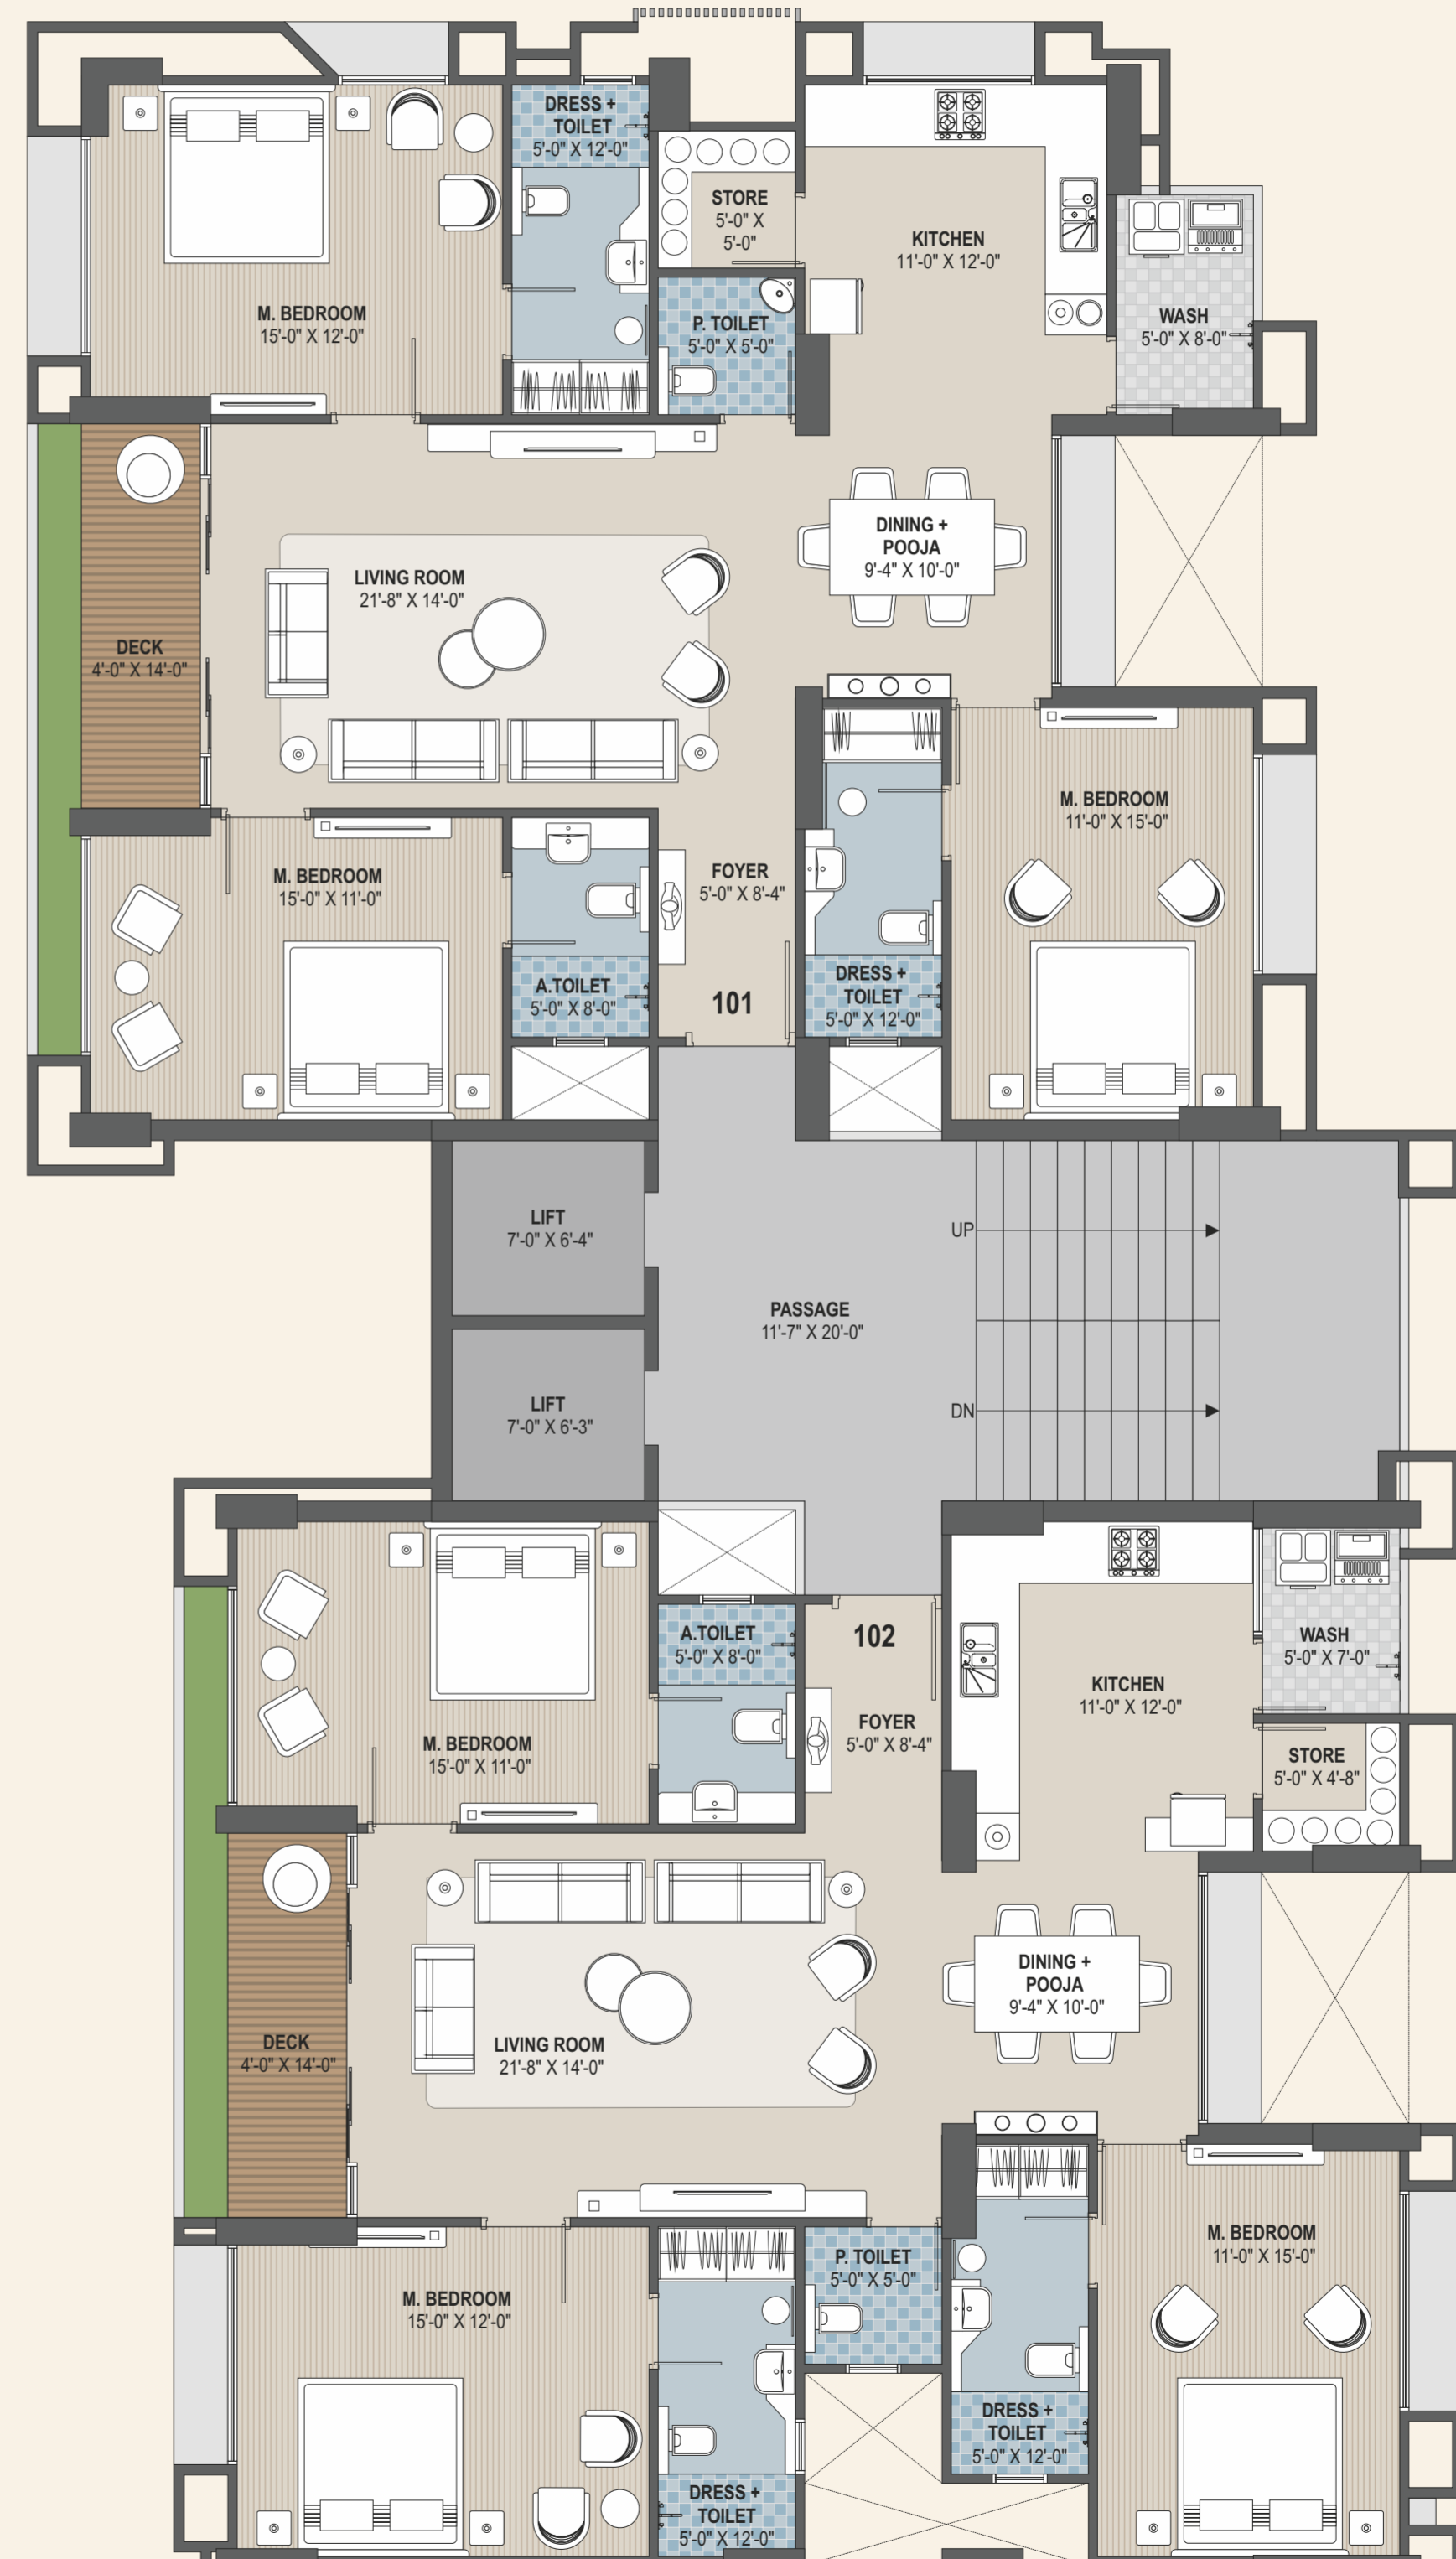 DRESS +
TOILET
5'-0" X 12'-0"
STORE
5'-0" X
5'-0"
KITCHEN
11'-0" X 12'-0"
M. BEDROOM
15'-0" X 12'-0"
P. TOILET
5'-0" X 5'-0"
WASH
5'-0" X 8'-0"
DINING +
POOJA
9'-4" X 10'-0"
LIVING ROOM
21'-8" X 14'-0"
DECK
4'-0" X 14'-0"
M. BEDROOM
11'-0" X 15'-0"
M. BEDROOM
15'-0" X 11'-0"
FOYER
5'-0" X 8'-4"
A.TOILET
5'-0" X 8'-0"
101
DRESS +
TOILET
5'-0" X 12'-0"
LIFT
7'-0" X 6'-4"
UP
PASSAGE
11'-7" X 20'-0"
LIFT
7'-0" X 6'-3"
DN
A.TOILET
5'-0" X 8'-0"
102
WASH
5'-0" X 7'-0"
KITCHEN
11'-0" X 12'-0"
FOYER
5'-0" X 8'-4"
M. BEDROOM
15'-0" X 11'-0"
STORE
5'-0" X 4'-8"
DINING +
POOJA
9'-4" X 10'-0"
DECK
4'-0" X 14'-0"
LIVING ROOM
21'-8" X 14'-0"
M. BEDROOM
11'-0" X 15'-0"
P. TOILET
5'-0" X 5'-0"
M. BEDROOM
15'-0" X 12'-0"
DRESS +
TOILET
5'-0" X 12'-0"
DRESS +
TOILET
5'-0" X 12'-0"